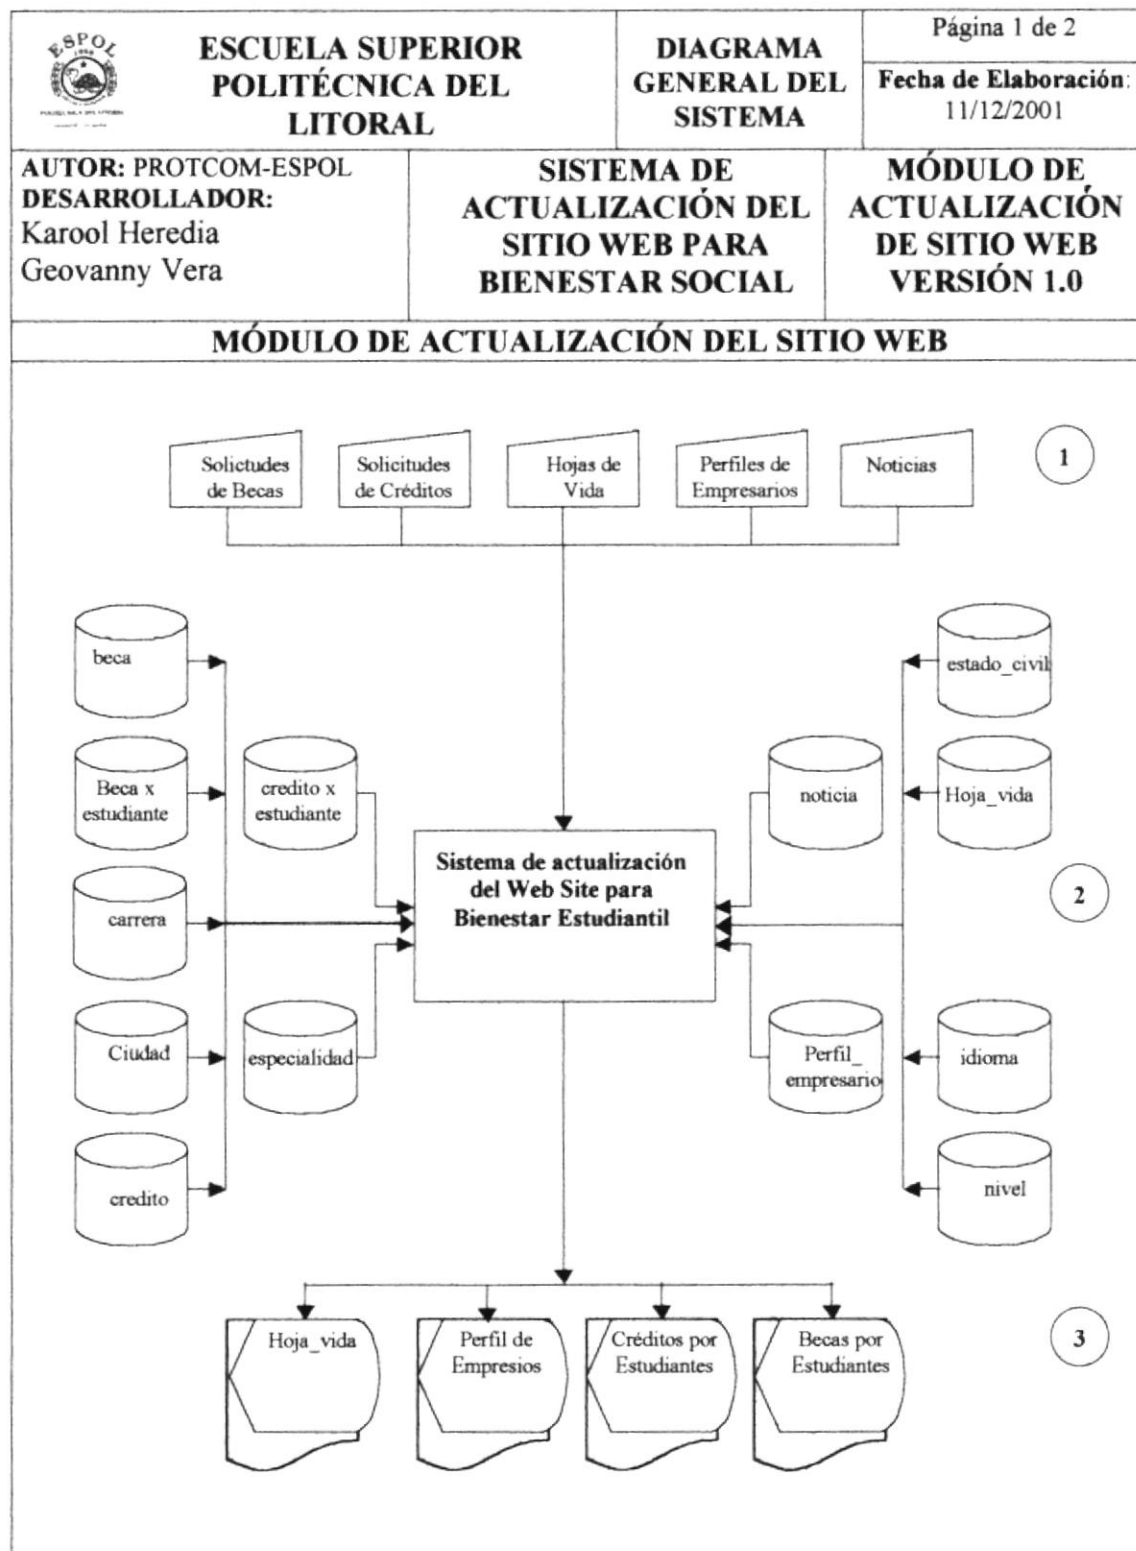 ESPOL
ESCUELA SUPERIOR
POLITÉCNICA DEL
LITORAL
DIAGRAMA
GENERAL DEL
SISTEMA
Página 1 de 2
Fecha de Elaboración:
11/12/2001
AUTOR: PROTCOM-ESPOL
DESARROLLADOR:
Karool Heredia
Geovanny Vera
SISTEMA DE
ACTUALIZACIÓN DEL
SITIO WEB PARA
BIENESTAR SOCIAL
MÓDULO DE
ACTUALIZACIÓN
DE SITIO WEB
VERSIÓN 1.0
MÓDULO DE ACTUALIZACIÓN DEL SITIO WEB
Solictudes
de Becas
Solicitudes
de Créditos
Hojas de
Vida
Perfiles de
Empresarios
Noticias
1
beca
estado_civil
Beca x
estudiante
credito x
estudiante
noticia
Hoja_vida
Sistema de actualización
del Web Site para
Bienestar Estudiantil
carrera
2
Ciudad
especialidad
Perfil_
empresario
idioma
credito
nivel
Hoja_vida
Perfil de
Empresios
Créditos por
Estudiantes
Becas por
Estudiantes
3